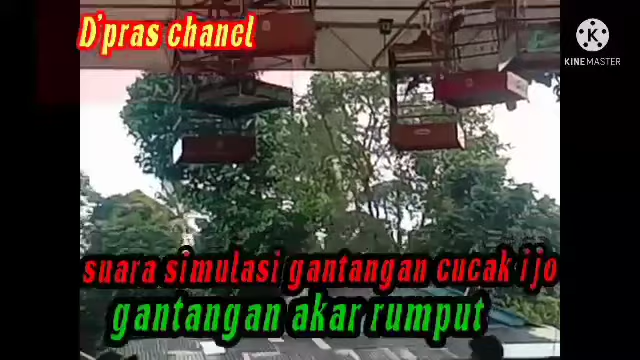 D'pras chanel
KINEMASTER
suara simulasi gantangan cucak ijo
gantangan akar rumput